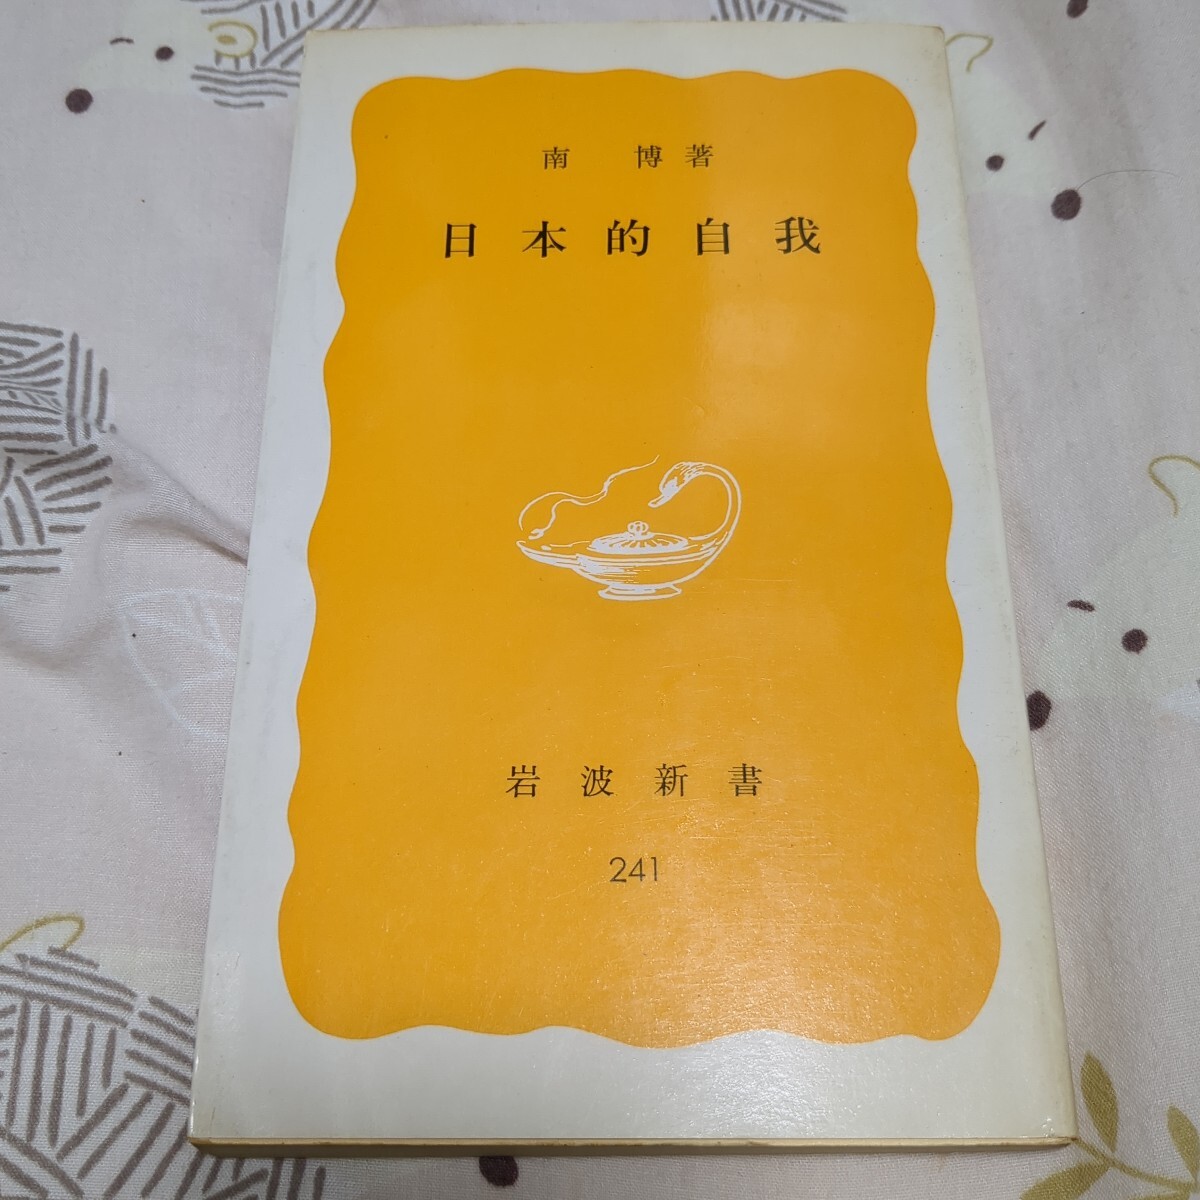 南 博著
日本的自我
岩波新書
241